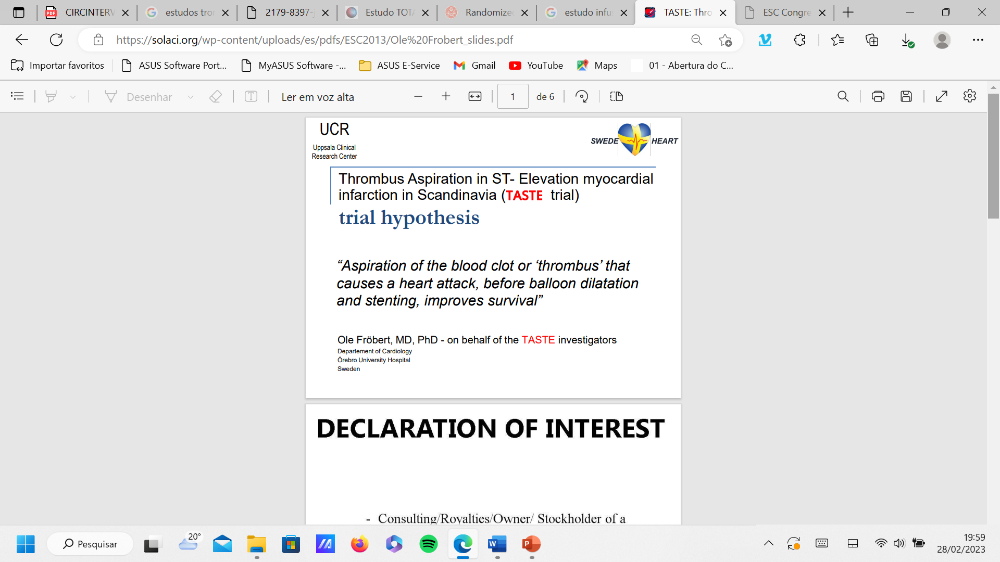 CIRCINTERV
estudos tro
2179-8397-j
Estudo TOTA
Randomize
estudo infu
TASTE: Thro
ESC Congre
https://solaci.org/wp-content/uploads/es/pdfs/ESC2013/Ole%20Frobert_slides.pdf
Importar favoritos
ASUS Software Port...
MyASUS Software -...
ASUS E-Service
Gmail
YouTube
Maps
01 - Abertura do C...
Desenhar
Ler em voz alta
1
de 6
UCR
Uppsala Clinical
Research Center
SWEDE HEART
Thrombus Aspiration in ST- Elevation myocardial
infarction in Scandinavia (TASTE trial)
trial hypothesis
“Aspiration of the blood clot or ‘thrombus’ that
causes a heart attack, before balloon dilatation
and stenting, improves survival”
Ole Fröbert, MD, PhD - on behalf of the TASTE investigators
Departement of Cardiology
Örebro University Hospital
Sweden
DECLARATION OF INTEREST
- Consulting/Royalties/Owner/ Stockholder of a
Pesquisar
20°
19:59
28/02/2023